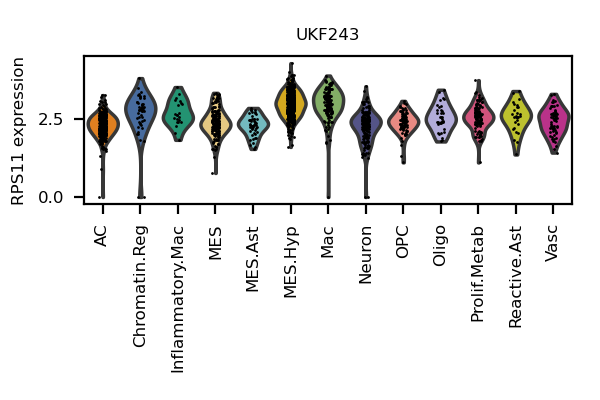 UKF243
RPS11 expression
2.5
0.0
AC
Chromatin.Reg
Inflammatory.Mac
MES
MES.Ast
MES.Hyp
Mac
Neuron
OPC
Oligo
Prolif.Metab
Reactive.Ast
Vasc